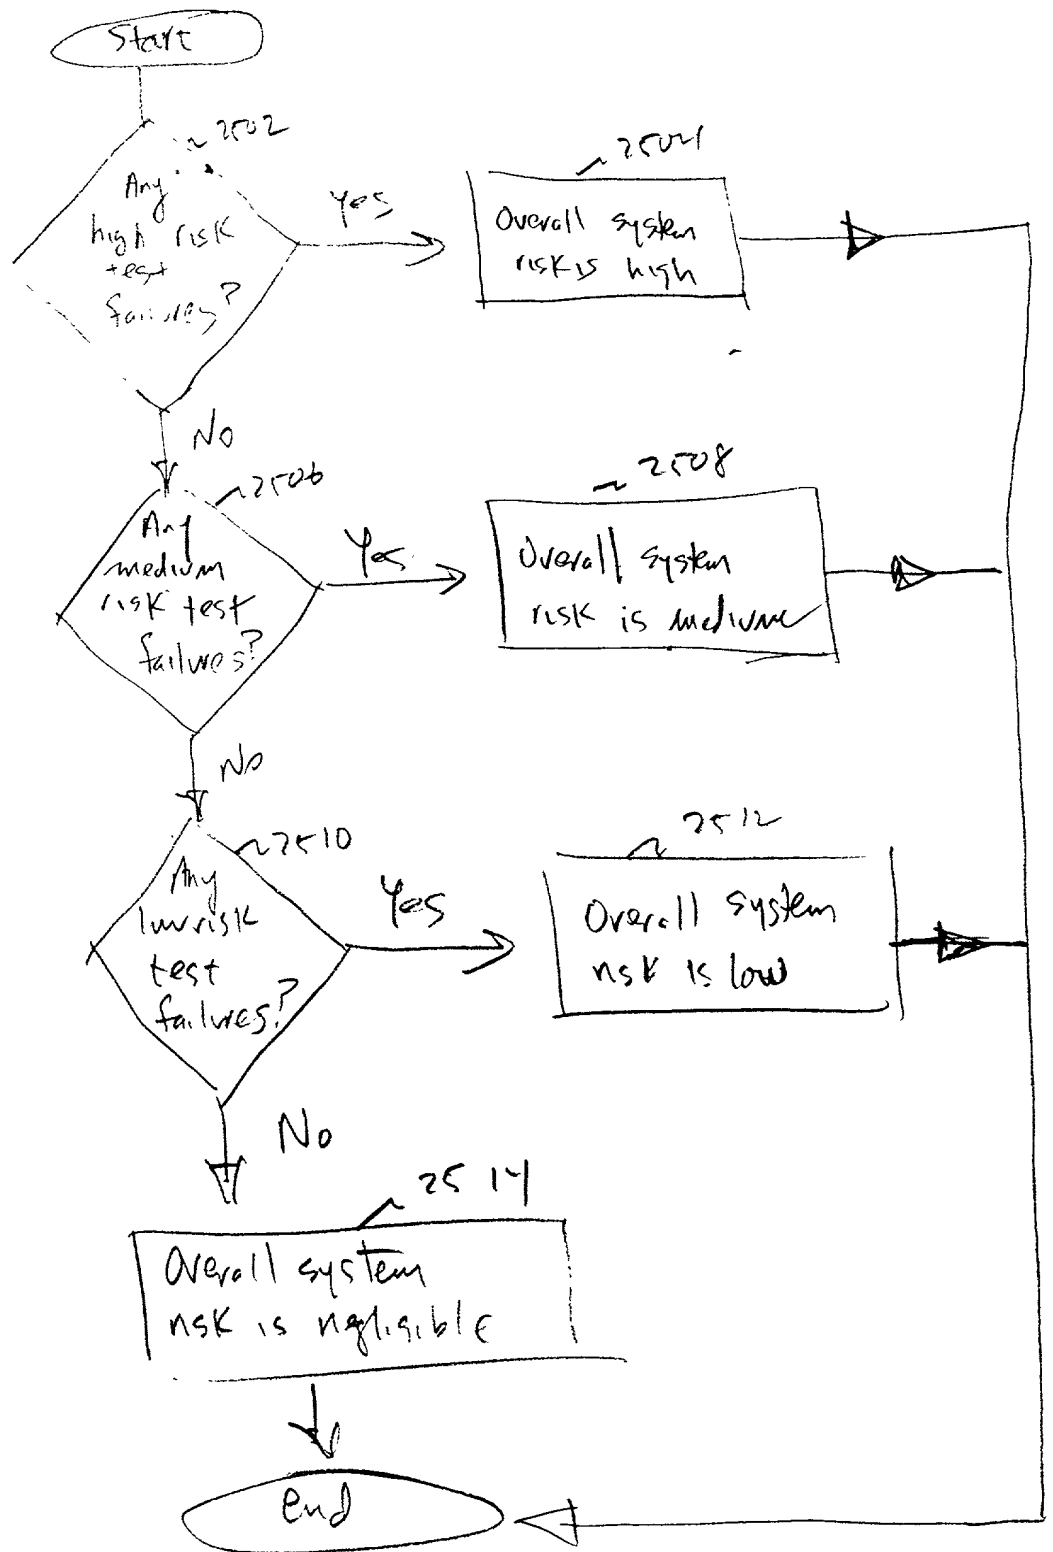 Start
2502
Any
high risk
test
failures?
Yes
2504
Overall system
risk is high
No
2506
Any
medium
risk test
failures?
Yes
2508
Overall system
risk is medium
No
2510
Any
low risk
test
failures?
Yes
2512
Overall system
risk is low
No
2514
Overall system
risk is negligible
end